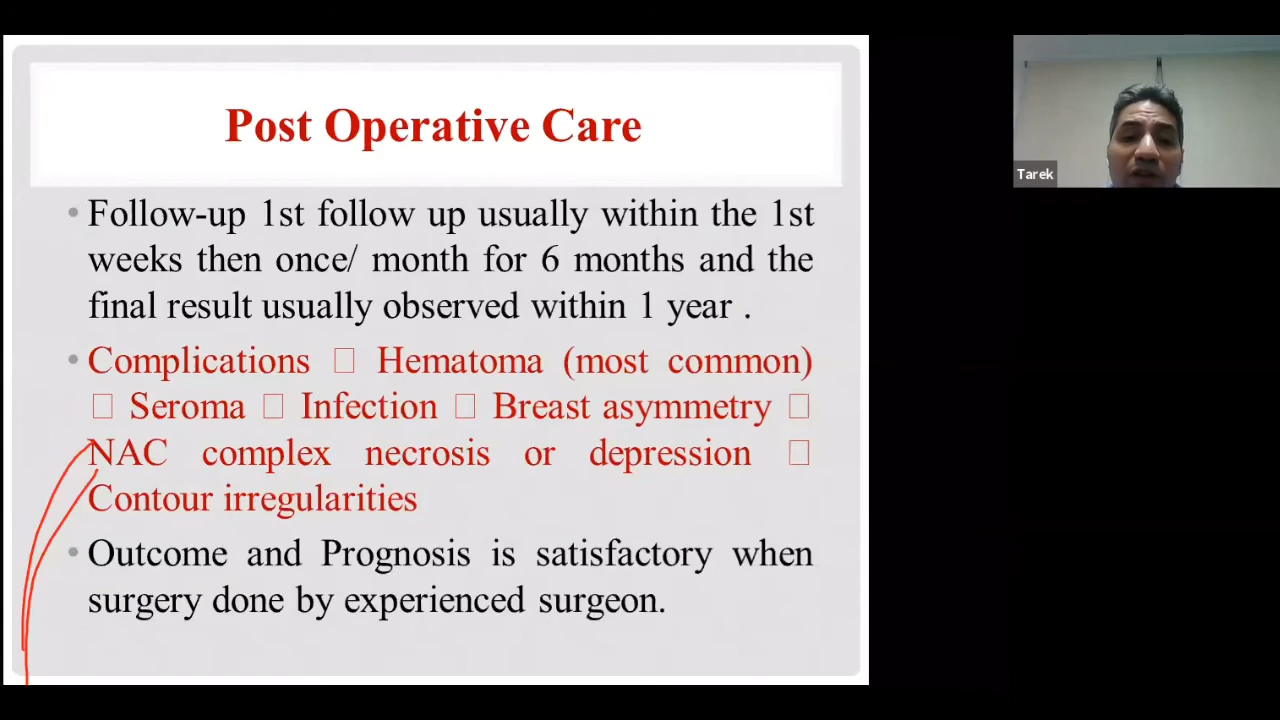 Post Operative Care
• Follow-up 1st follow up usually within the 1st
weeks then once/ month for 6 months and the
final result usually observed within 1 year .
• Complications □ Hematoma (most common)
□ Seroma □ Infection □ Breast asymmetry □
NAC complex necrosis or depression □
Contour irregularities
• Outcome and Prognosis is satisfactory when
surgery done by experienced surgeon.
Tarek